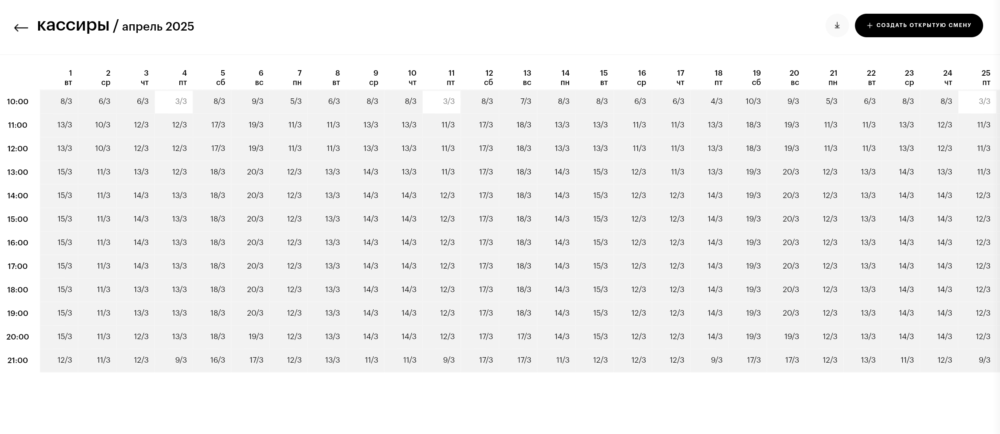 кассиры / апрель 2025
СОЗДАТЬ ОТКРЫТУЮ СМЕНУ
1 2 3 4 5 6 7 8 9 10 11 12 13 14 15 16 17 18 19 20 21 22 23 24 25
вт ср чт пт сб вс пн вт ср чт пт сб вс пн вт ср чт пт сб вс пн вт ср чт пт
10:00 8/3 6/3 6/3 3/3 8/3 9/3 5/3 6/3 8/3 8/3 3/3 8/3 7/3 8/3 8/3 6/3 6/3 4/3 10/3 9/3 5/3 6/3 8/3 8/3 3/3
11:00 13/3 10/3 12/3 12/3 17/3 19/3 11/3 11/3 13/3 13/3 11/3 17/3 18/3 13/3 13/3 11/3 11/3 13/3 18/3 19/3 11/3 11/3 13/3 12/3 11/3
12:00 13/3 10/3 12/3 12/3 17/3 19/3 11/3 11/3 13/3 13/3 11/3 17/3 18/3 13/3 13/3 11/3 11/3 13/3 18/3 19/3 11/3 11/3 13/3 12/3 11/3
13:00 15/3 11/3 13/3 12/3 18/3 20/3 12/3 13/3 14/3 13/3 11/3 17/3 18/3 14/3 15/3 12/3 11/3 13/3 19/3 20/3 12/3 13/3 14/3 13/3 11/3
14:00 15/3 11/3 14/3 13/3 18/3 20/3 12/3 13/3 14/3 14/3 12/3 17/3 18/3 14/3 15/3 12/3 12/3 14/3 19/3 20/3 12/3 13/3 14/3 14/3 12/3
15:00 15/3 11/3 14/3 13/3 18/3 20/3 12/3 13/3 14/3 14/3 12/3 17/3 18/3 14/3 15/3 12/3 12/3 14/3 19/3 20/3 12/3 13/3 14/3 14/3 12/3
16:00 15/3 11/3 14/3 13/3 18/3 20/3 12/3 13/3 14/3 14/3 12/3 17/3 18/3 14/3 15/3 12/3 12/3 14/3 19/3 20/3 12/3 13/3 14/3 14/3 12/3
17:00 15/3 11/3 14/3 13/3 18/3 20/3 12/3 13/3 14/3 14/3 12/3 17/3 18/3 14/3 15/3 12/3 12/3 14/3 19/3 20/3 12/3 13/3 14/3 14/3 12/3
18:00 15/3 11/3 13/3 13/3 18/3 20/3 12/3 13/3 14/3 14/3 12/3 17/3 18/3 14/3 15/3 12/3 12/3 14/3 19/3 20/3 12/3 13/3 14/3 14/3 12/3
19:00 15/3 11/3 13/3 13/3 18/3 20/3 12/3 13/3 14/3 14/3 12/3 17/3 18/3 14/3 15/3 12/3 12/3 14/3 19/3 20/3 12/3 13/3 14/3 14/3 12/3
20:00 15/3 11/3 12/3 13/3 18/3 19/3 12/3 13/3 14/3 14/3 12/3 17/3 17/3 14/3 15/3 12/3 12/3 14/3 19/3 19/3 12/3 13/3 14/3 14/3 12/3
21:00 12/3 11/3 12/3 9/3 16/3 17/3 12/3 13/3 11/3 11/3 9/3 17/3 17/3 11/3 12/3 12/3 12/3 9/3 17/3 17/3 12/3 13/3 11/3 12/3 9/3